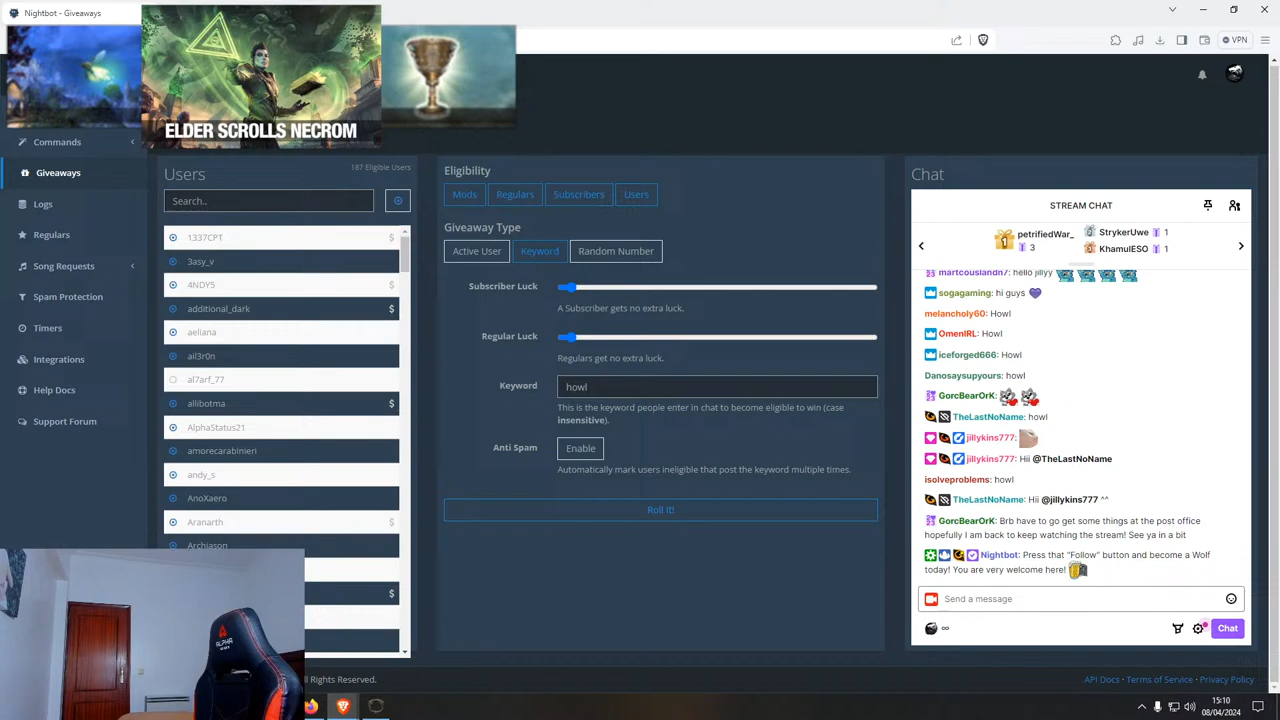 Nightbot - Giveaways
VPN
ELDER SCROLLS NECROM
Commands
Giveaways
Logs
Regulars
Song Requests
Spam Protection
Timers
Integrations
Help Docs
Support Forum
Users
187 Eligible Users
Search..
1337CPT $
3asy_v
4NDY5 $
additional_dark $
aeliana
ail3r0n
al7arf_77
allibotma $
AlphaStatus21
amorecarabinieri
andy_s
AnoXaero
Aranarth $
Archiason
$
Eligibility
Mods
Regulars
Subscribers
Users
Giveaway Type
Active User
Keyword
Random Number
Subscriber Luck
A Subscriber gets no extra luck.
Regular Luck
Regulars get no extra luck.
Keyword
howl
This is the keyword people enter in chat to become eligible to win (case
insensitive).
Anti Spam
Enable
Automatically mark users ineligible that post the keyword multiple times.
Roll It!
Chat
STREAM CHAT
1
petrifiedWar_
3
StrykerUwe 1
KhamulESO 1
martcouslandn7: hello jillyy
sogagaming: hi guys
melancholy60: Howl
OmenIRL: Howl
iceforged666: Howl
Danosaysupyours: howl
GorcBearOrK:
TheLastNoName: howl
jillykins777:
jillykins777: Hii @TheLastNoName
isolveproblems: howl
TheLastNoName: Hii @jillykins777 ^^
GorcBearOrK: Brb have to go get some things at the post office
hopefully I am back to keep watching the stream! See ya in a bit
Nightbot: Press that "Follow" button and become a Wolf
today! You are very welcome here!
Send a message
∞
Chat
ll Rights Reserved.
API Docs · Terms of Service · Privacy Policy
ALPHA
15:10
08/04/2024